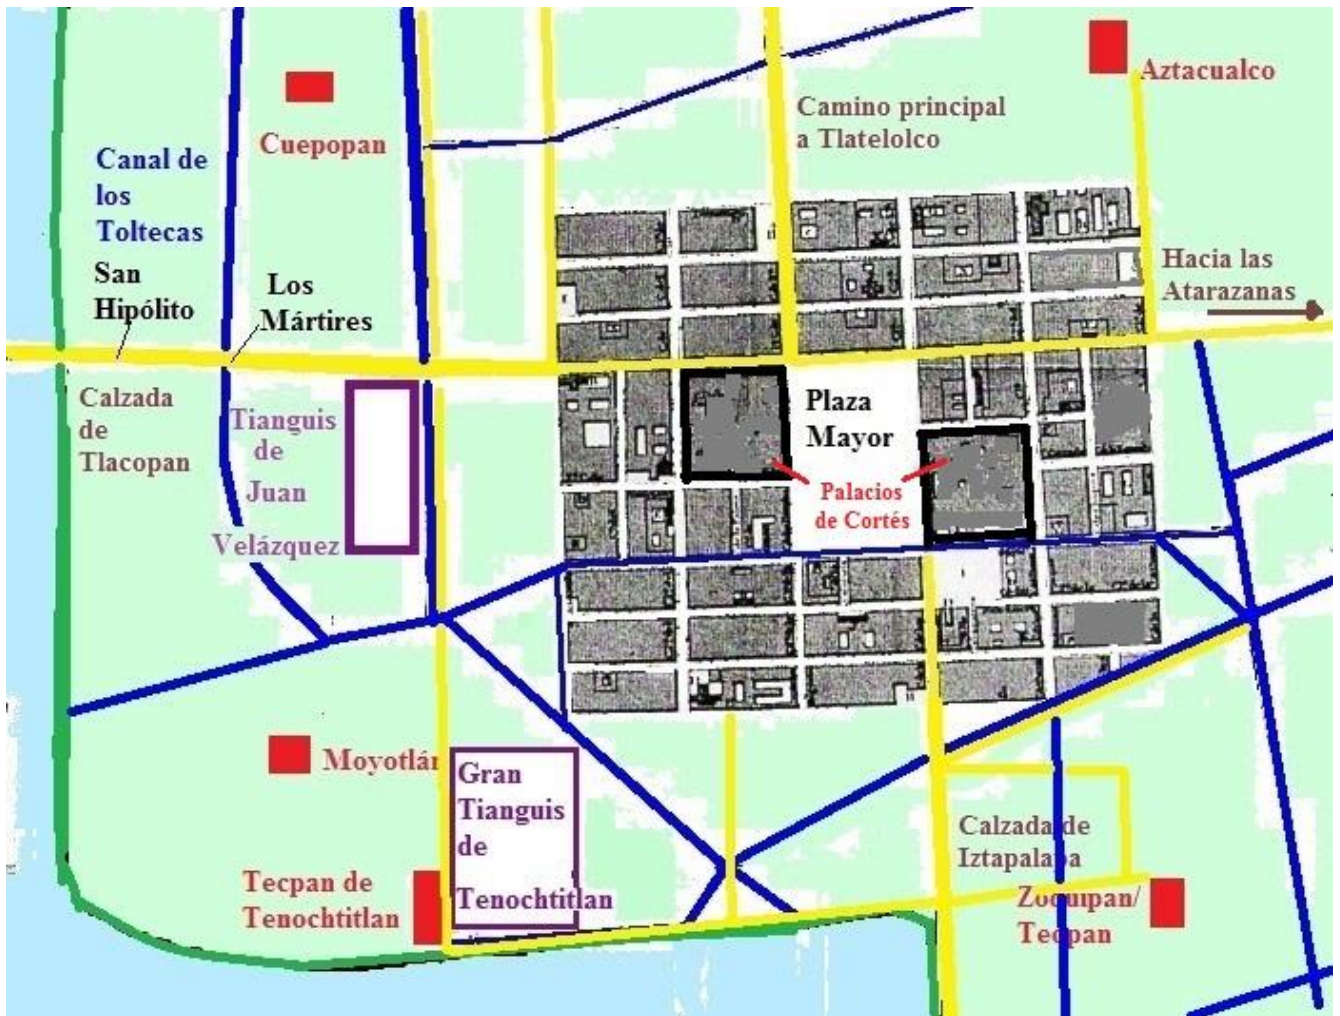 Aztacualco
Camino principal
a Tlatelolco
Cuepopan
Canal de
los
Toltecas
San
Hipólito
Los
Mártires
Hacia las
Atarazanas
Calzada
de
Tlacopan
Tianguis
de
Juan
Velázquez
Plaza
Mayor
Palacios
de Cortés
Moyotlán
Gran
Tianguis
de
Tenochtitlan
Tecpan de
Tenochtitlan
Calzada de
Iztapalapa
Zoquipan/
Teopan